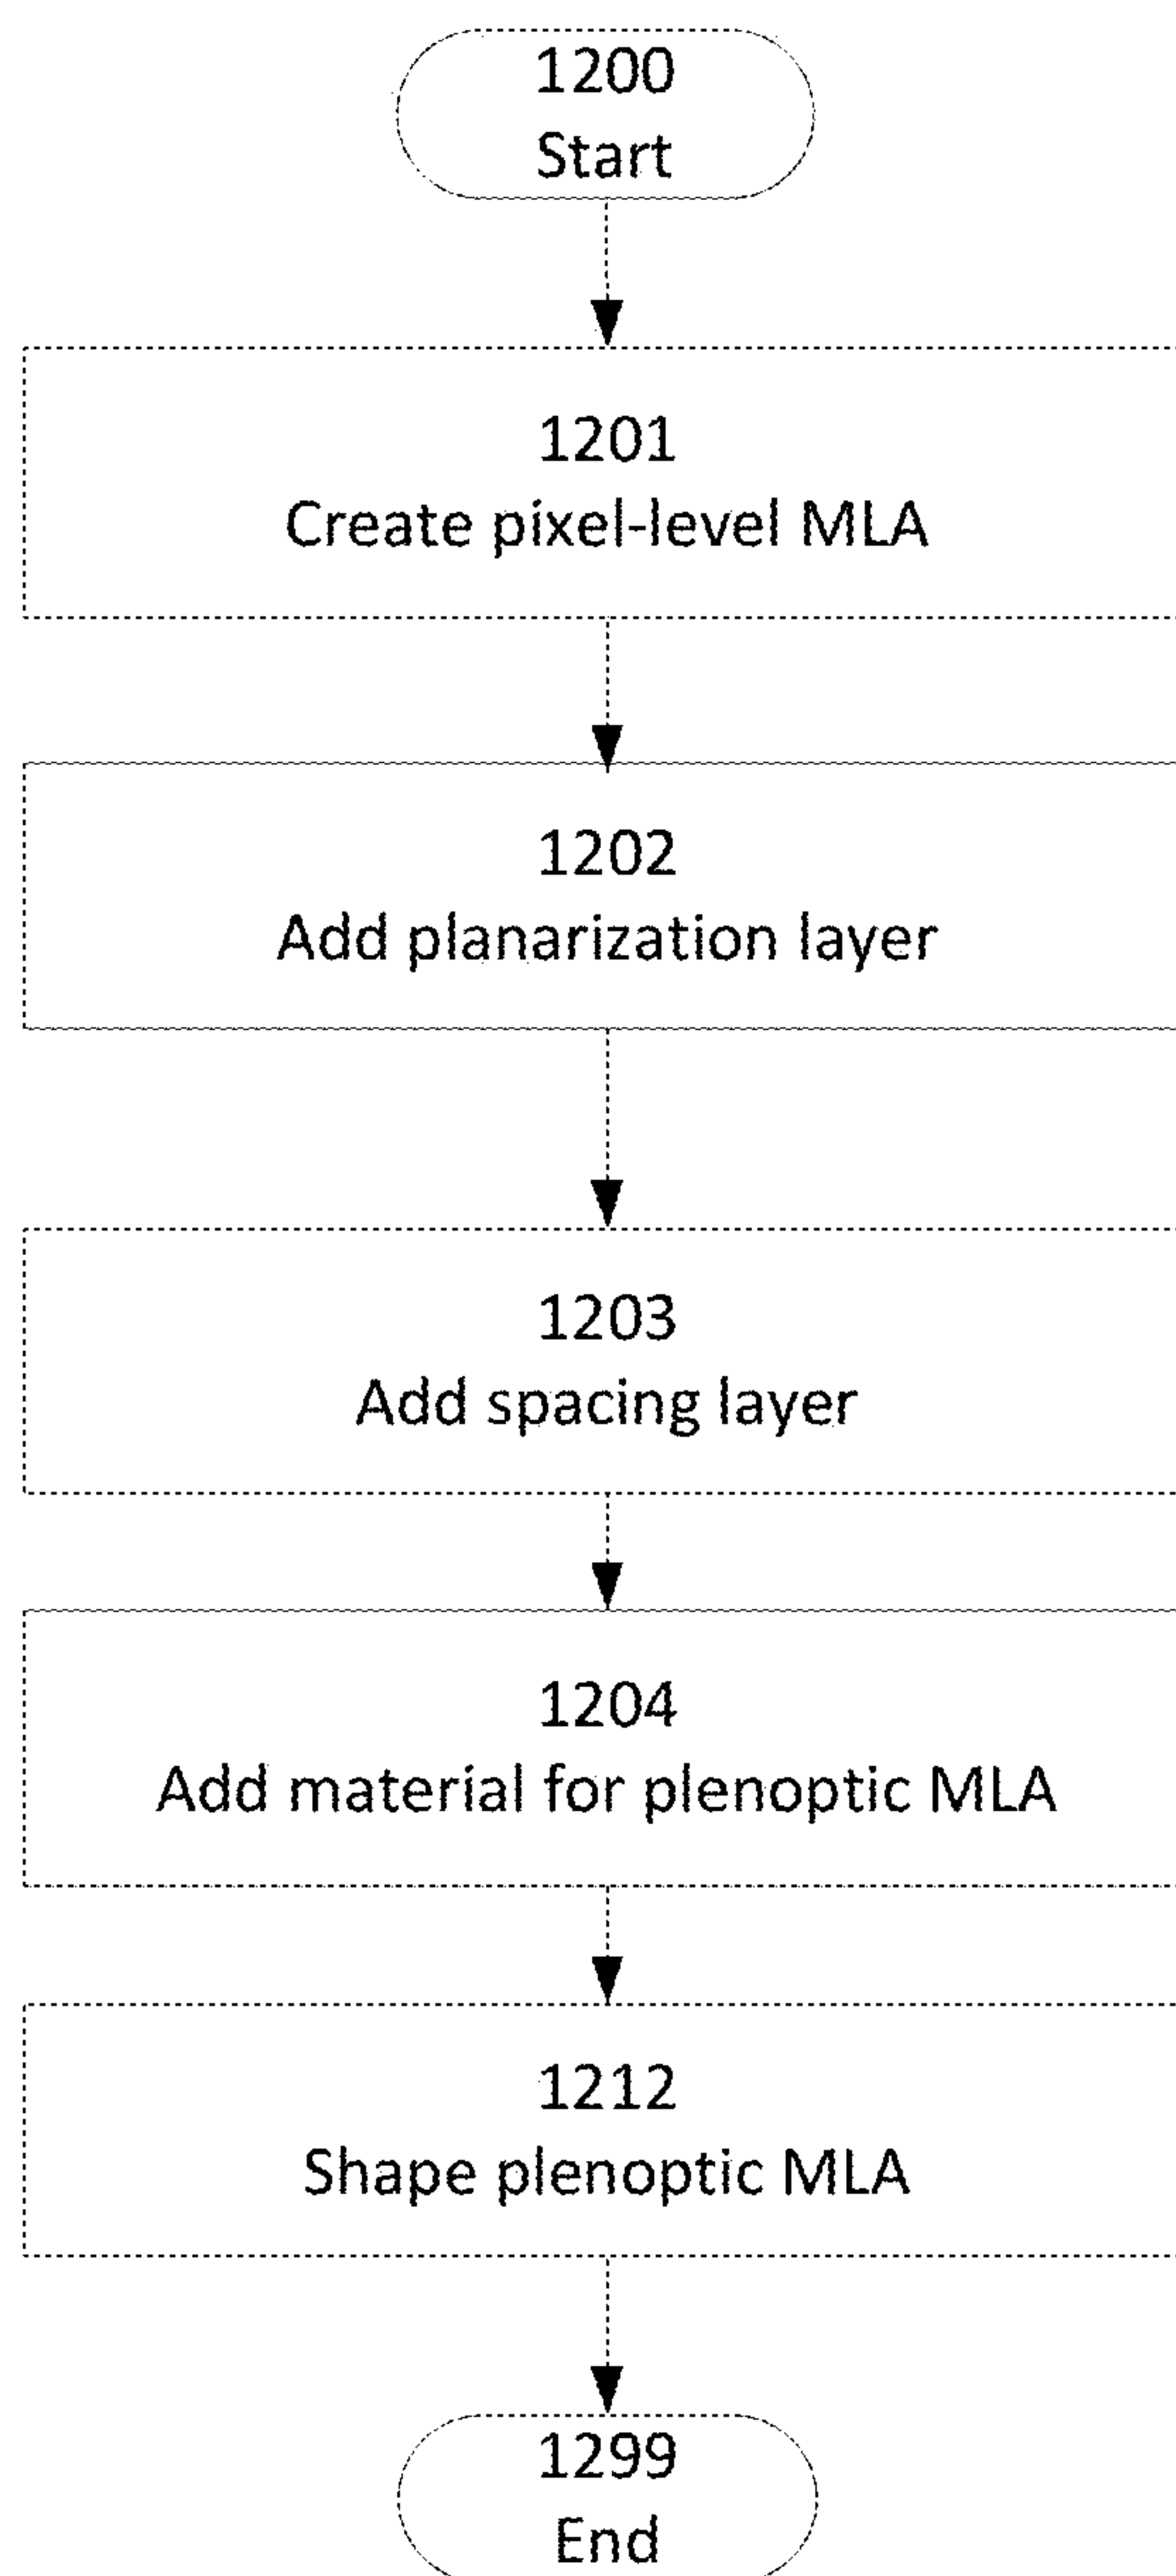 1200
Start
1201
Create pixel-level MLA
1202
Add planarization layer
1203
Add spacing layer
1204
Add material for plenoptic MLA
1212
Shape plenoptic MLA
1299
End